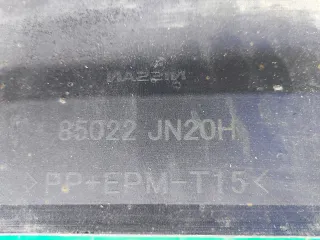 NISSAN
85022 JN20H
>PP+EPM-T15<